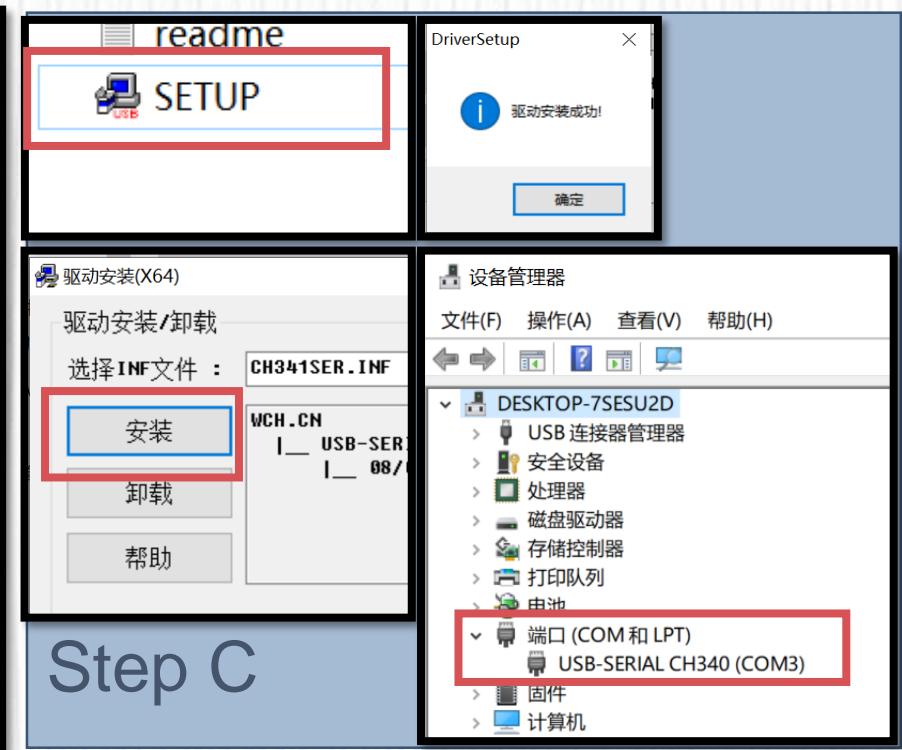 readme
SETUP
USB
DriverSetup
驱动安装成功!
确定
驱动安装(X64)
驱动安装/卸载
选择INF文件 :
CH341SER.INF
安装
卸载
帮助
WCH.CN
|__ USB-SER
|__ 08/
设备管理器
文件(F) 操作(A) 查看(V) 帮助(H)
DESKTOP-7SESU2D
USB 连接器管理器
安全设备
处理器
磁盘驱动器
存储控制器
打印队列
电池
端口 (COM 和 LPT)
USB-SERIAL CH340 (COM3)
固件
计算机
Step C